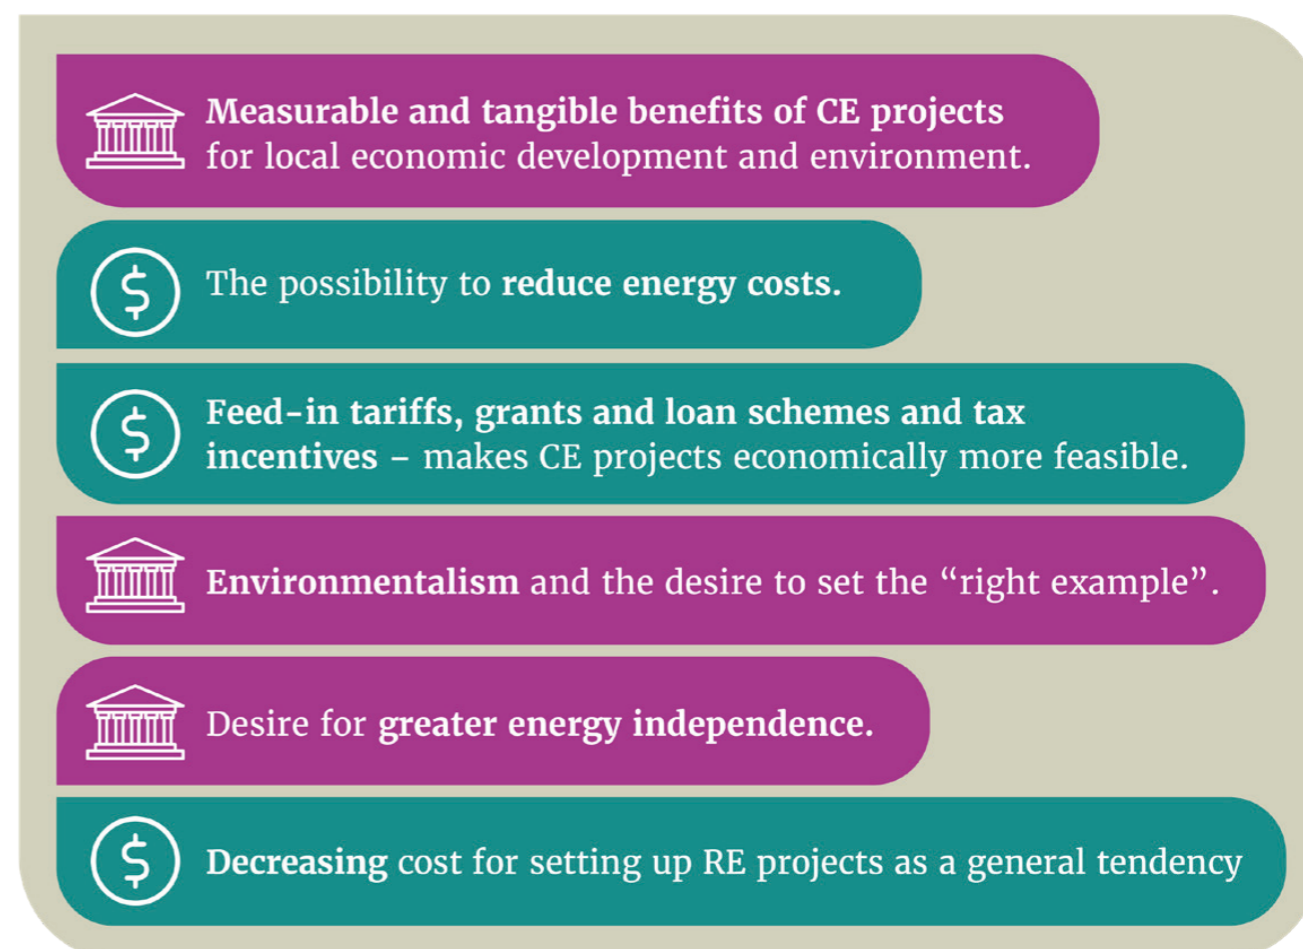 Measurable and tangible benefits of CE projects
for local economic development and environment.
The possibility to reduce energy costs.
Feed-in tariffs, grants and loan schemes and tax
incentives – makes CE projects economically more feasible.
Environmentalism and the desire to set the “right example”.
Desire for greater energy independence.
Decreasing cost for setting up RE projects as a general tendency